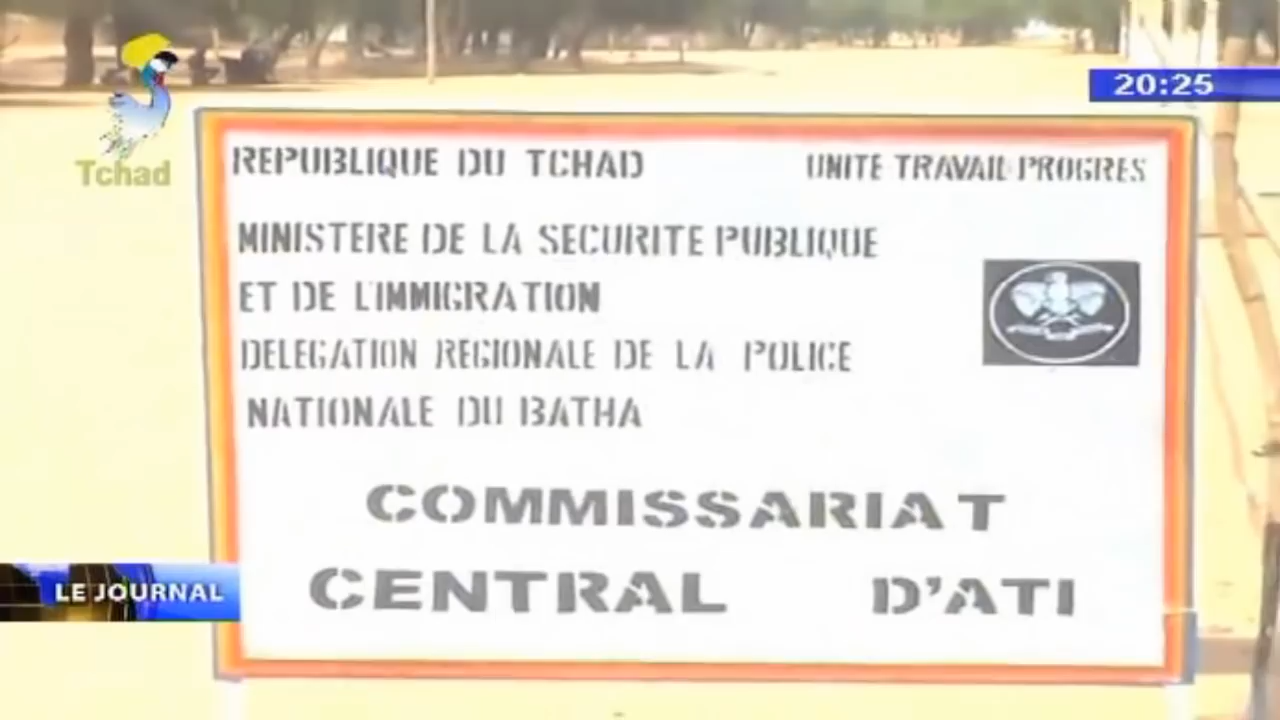 20:25
Tchad
REPUBLIQUE DU TCHAD
UNITE TRAVAIL PROGRES
MINISTERE DE LA SECURITE PUBLIQUE
ET DE L'IMMIGRATION
DELEGATION REGIONALE DE LA POLICE
NATIONALE DU BATHA
COMMISSARIAT
CENTRAL D'ATI
LE JOURNAL